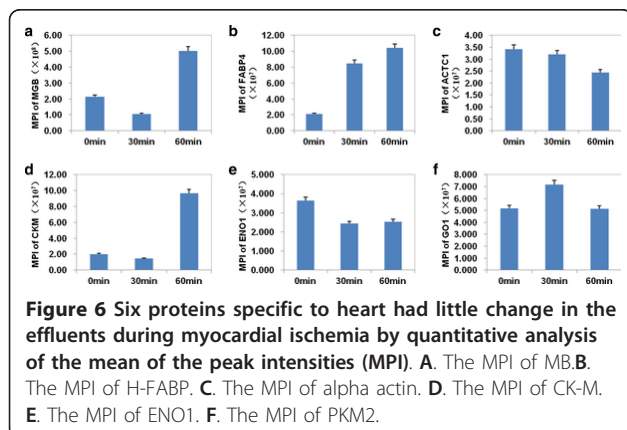 a
MPI of MGB (×10⁸)
6.00
5.00
4.00
3.00
2.00
1.00
0.00
0min 30min 60min
b
MPI of FABP4
(×10⁷)
12.00
10.00
8.00
6.00
4.00
2.00
0.00
0min 30min 60min
c
MPI of ACTC1
(×10⁷)
4.00
3.50
3.00
2.50
2.00
1.50
1.00
0.50
0.00
0min 30min 60min
d
MPI of CKM (×10⁷)
12.00
10.00
8.00
6.00
4.00
2.00
0.00
0min 30min 60min
e
MPI of ENO1 (×10⁷)
5.000
4.000
3.000
2.000
1.000
0.000
0min 30min 60min
f
MPI of GO1 (×10⁷)
8.000
7.000
6.000
5.000
4.000
3.000
2.000
1.000
0.000
0min 30min 60min
Figure 6 Six proteins specific to heart had little change in the
effluents during myocardial ischemia by quantitative analysis
of the mean of the peak intensities (MPI). A. The MPI of MB.B.
The MPI of H-FABP. C. The MPI of alpha actin. D. The MPI of CK-M.
E. The MPI of ENO1. F. The MPI of PKM2.